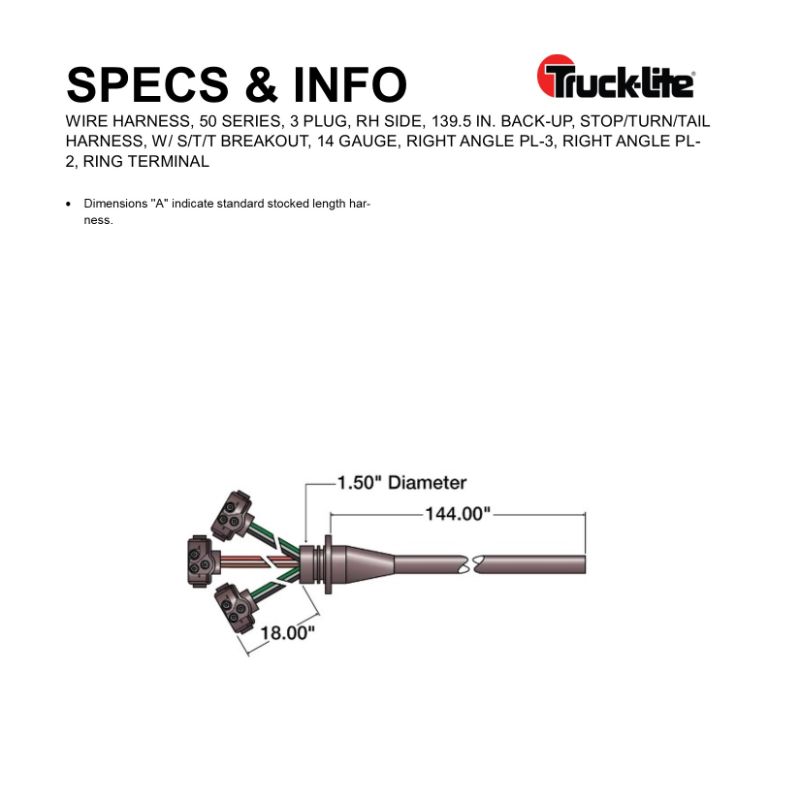 SPECS & INFO
Truck-Lite®
WIRE HARNESS, 50 SERIES, 3 PLUG, RH SIDE, 139.5 IN. BACK-UP, STOP/TURN/TAIL
HARNESS, W/ S/T/T BREAKOUT, 14 GAUGE, RIGHT ANGLE PL-3, RIGHT ANGLE PL-
2, RING TERMINAL
• Dimensions "A" indicate standard stocked length har-
ness.
1.50" Diameter
144.00"
18.00"